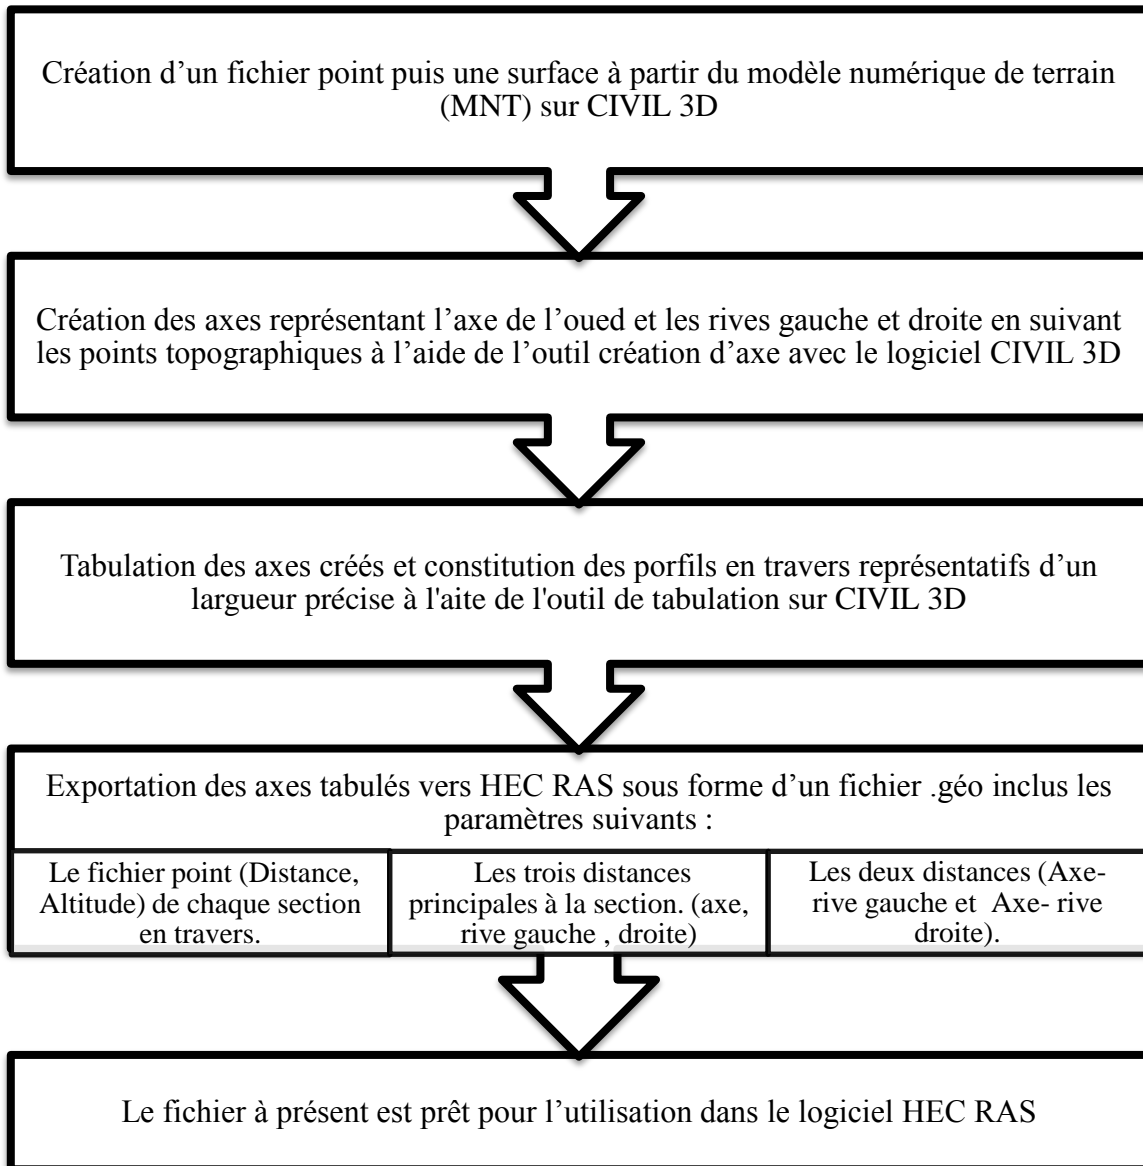 Création d’un fichier point puis une surface à partir du modèle numérique de terrain
(MNT) sur CIVIL 3D
Création des axes représentant l’axe de l’oued et les rives gauche et droite en suivant
les points topographiques à l’aide de l’outil création d’axe avec le logiciel CIVIL 3D
Tabulation des axes créés et constitution des porfils en travers représentatifs d’un
largueur précise à l'aite de l'outil de tabulation sur CIVIL 3D
Exportation des axes tabulés vers HEC RAS sous forme d’un fichier .géo inclus les
paramètres suivants :
Le fichier point (Distance,
Altitude) de chaque section
en travers.
Les trois distances
principales à la section. (axe,
rive gauche , droite)
Les deux distances (Axe-
rive gauche et Axe- rive
droite).
Le fichier à présent est prêt pour l’utilisation dans le logiciel HEC RAS